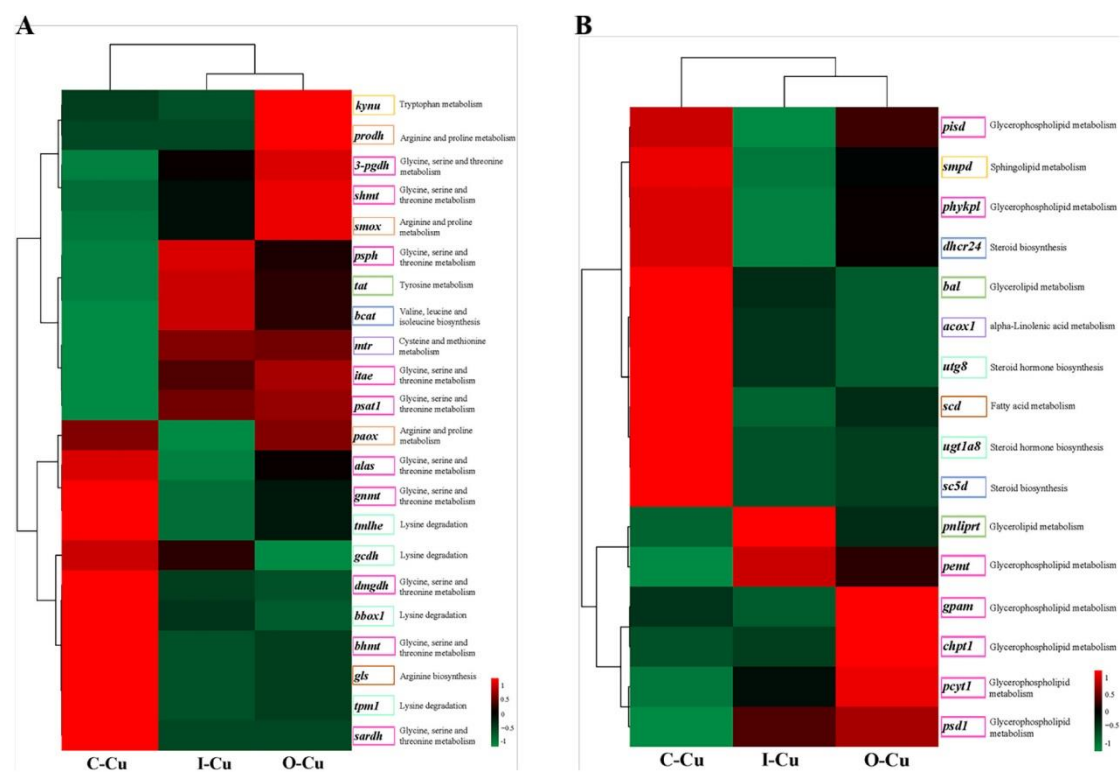 A
kynu Tryptophan metabolism
prodh Arginine and proline metabolism
3-pgdh Glycine, serine and threonine
metabolism
shmt Glycine, serine and
threonine metabolism
smox Arginine and proline
metabolism
psph Glycine, serine and
threonine metabolism
tat Tyrosine metabolism
bcat Valine, leucine and
isoleucine biosynthesis
mtr Cysteine and methionine
metabolism
itae Glycine, serine and
threonine metabolism
psat1 Glycine, serine and
threonine metabolism
paox Arginine and proline
metabolism
alas Glycine, serine and
threonine metabolism
gnmt Glycine, serine and
threonine metabolism
tmlhe Lysine degradation
gcdh Lysine degradation
dmgdh Glycine, serine and
threonine metabolism
bbox1 Lysine degradation
bhmt Glycine, serine and
threonine metabolism
gls Arginine biosynthesis
tpm1 Lysine degradation
sardh Glycine, serine and
threonine metabolism
1
0.5
0
-0.5
-1
C-Cu I-Cu O-Cu
B
pisd Glycerophospholipid metabolism
smpd Sphingolipid metabolism
phykpl Glycerophospholipid metabolism
dhcr24 Steroid biosynthesis
bal Glycerolipid metabolism
acox1 alpha-Linolenic acid metabolism
utg8 Steroid hormone biosynthesis
scd Fatty acid metabolism
ugt1a8 Steroid hormone biosynthesis
sc5d Steroid biosynthesis
pnliprt Glycerolipid metabolism
pemt Glycerophospholipid metabolism
gpam Glycerophospholipid metabolism
chpt1 Glycerophospholipid metabolism
pcyt1 Glycerophospholipid
metabolism
psd1 Glycerophospholipid
metabolism
1
0.5
0
-0.5
-1
C-Cu I-Cu O-Cu